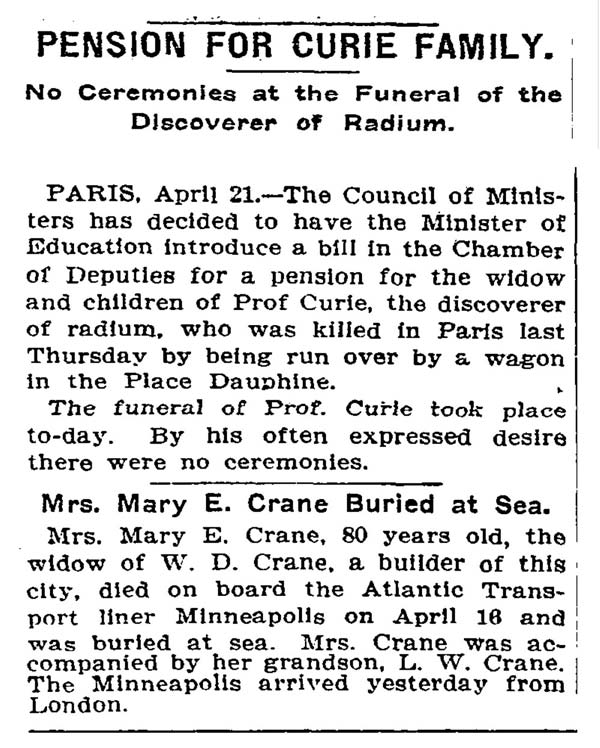 PENSION FOR CURIE FAMILY.
No Ceremonies at the Funeral of the
Discoverer of Radium.
PARIS, April 21.—The Council of Minis-
ters has decided to have the Minister of
Education introduce a bill in the Chamber
of Deputies for a pension for the widow
and children of Prof Curie, the discoverer
of radium, who was killed in Paris last
Thursday by being run over by a wagon
in the Place Dauphine.
The funeral of Prof. Curie took place
to-day. By his often expressed desire
there were no ceremonies.
Mrs. Mary E. Crane Buried at Sea.
Mrs. Mary E. Crane, 80 years old, the
widow of W. D. Crane, a builder of this
city, died on board the Atlantic Trans-
port liner Minneapolis on April 16 and
was buried at sea. Mrs. Crane was ac-
companied by her grandson, L. W. Crane.
The Minneapolis arrived yesterday from
London.